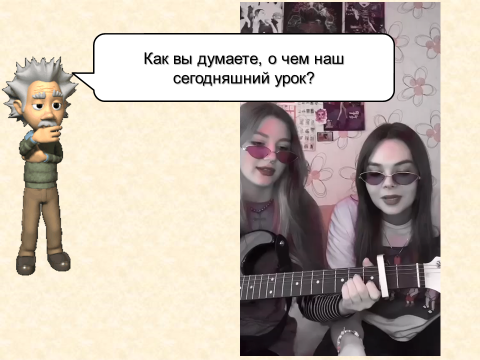 Как вы думаете, о чем наш
сегодняшний урок?